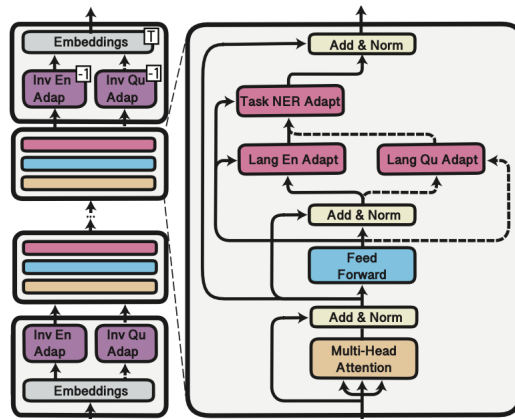 Embeddings
T
Inv En
Adap
-1
Inv Qu
Adap
-1
Inv En
Adap
Inv Qu
Adap
Embeddings
Add & Norm
Task NER Adapt
Lang En Adapt
Lang Qu Adapt
Add & Norm
Feed
Forward
Add & Norm
Multi-Head
Attention